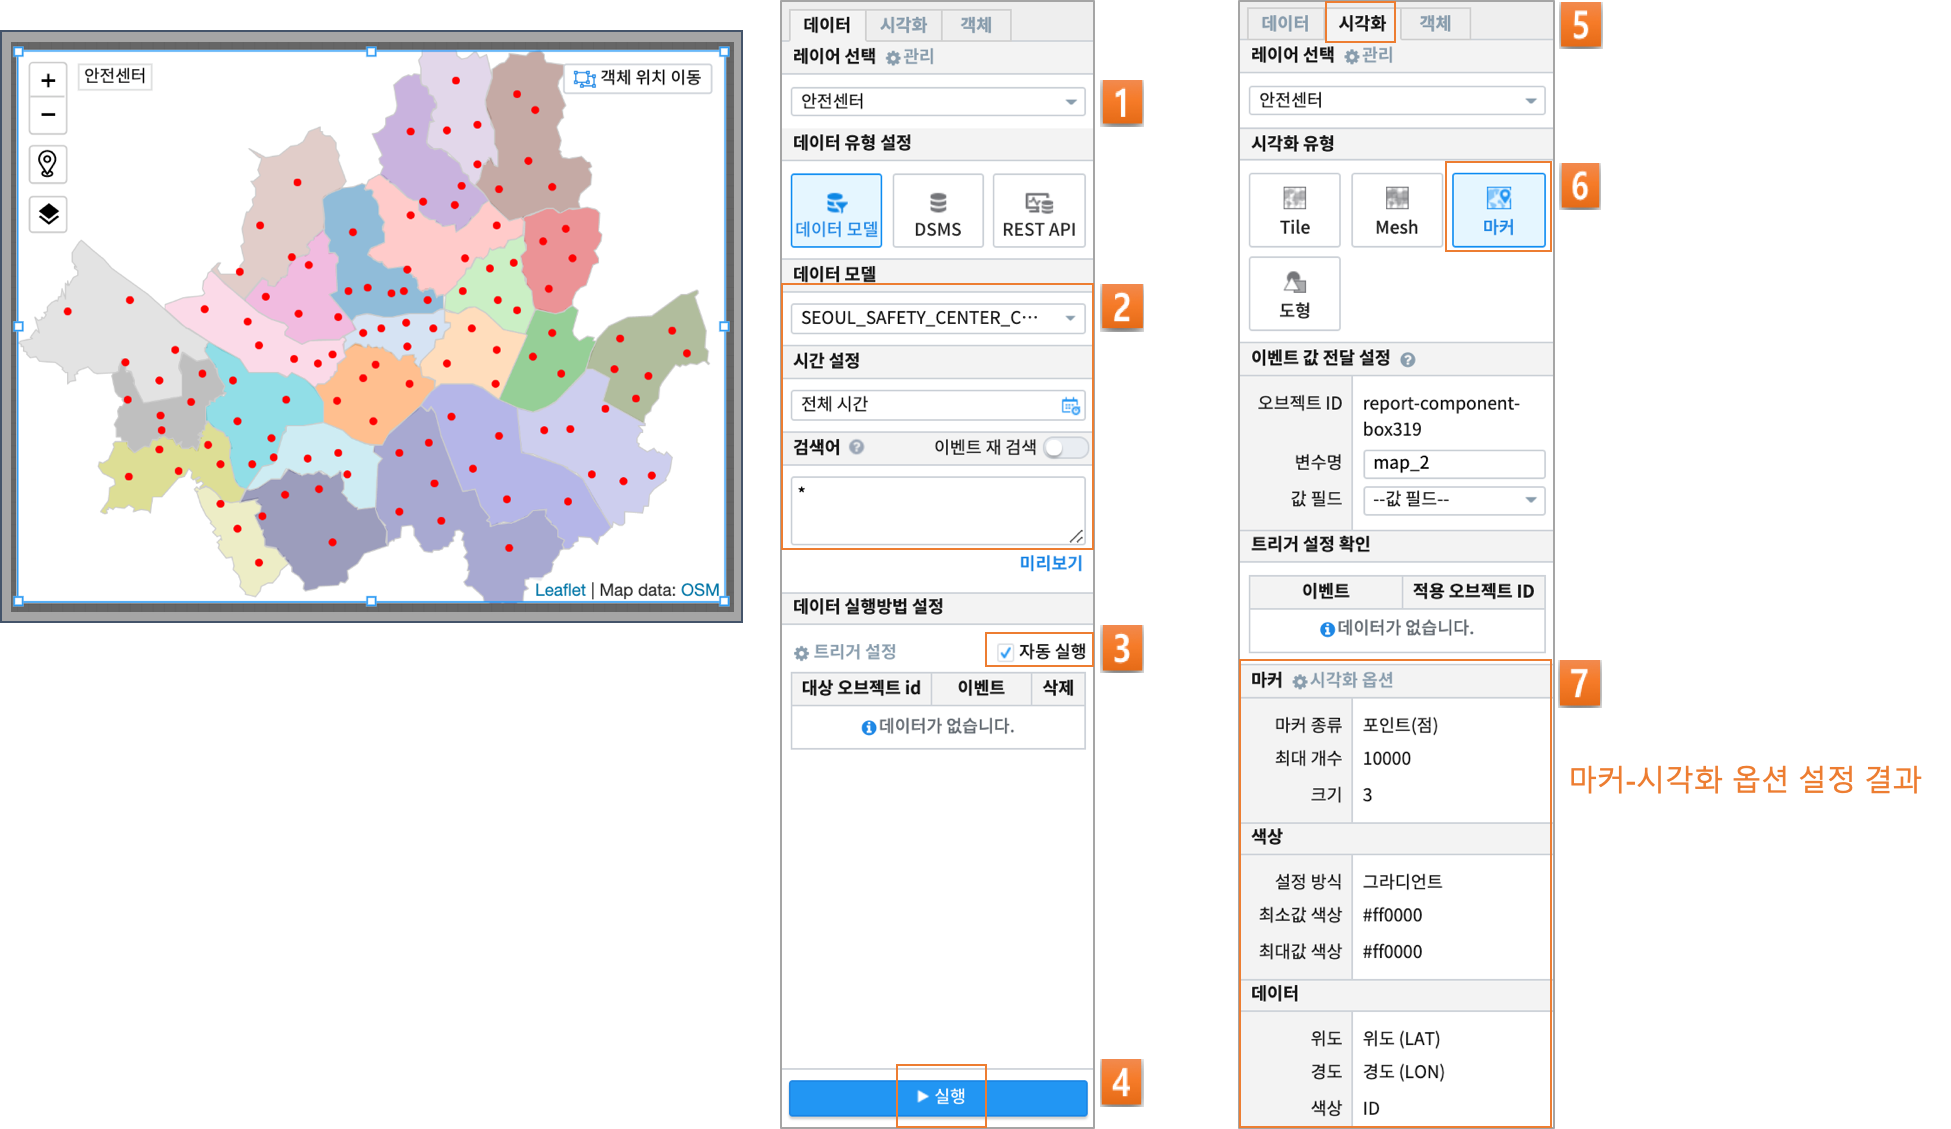 +
안전센터
객체 위치 이동
−
Leaflet | Map data: OSM
데이터 시각화 객체
레이어 선택 관리
안전센터
1
데이터 유형 설정
데이터 모델 DSMS REST API
데이터 모델
2
SEOUL_SAFETY_CENTER_C···
시간 설정
전체 시간
검색어 ? 이벤트 재 검색
*
미리보기
데이터 실행방법 설정
트리거 설정 자동 실행
3
대상 오브젝트 id 이벤트 삭제
데이터가 없습니다.
실행
4
데이터 시각화 객체
5
레이어 선택 관리
안전센터
시각화 유형
6
Tile Mesh 마커
도형
이벤트 값 전달 설정 ?
오브젝트 ID report-component-
box319
변수명 map_2
값 필드 --값 필드--
트리거 설정 확인
이벤트 적용 오브젝트 ID
데이터가 없습니다.
마커 시각화 옵션
7
마커 종류 포인트(점)
최대 개수 10000
크기 3
마커-시각화 옵션 설정 결과
색상
설정 방식 그라디언트
최소값 색상 #ff0000
최대값 색상 #ff0000
데이터
위도 위도 (LAT)
경도 경도 (LON)
색상 ID